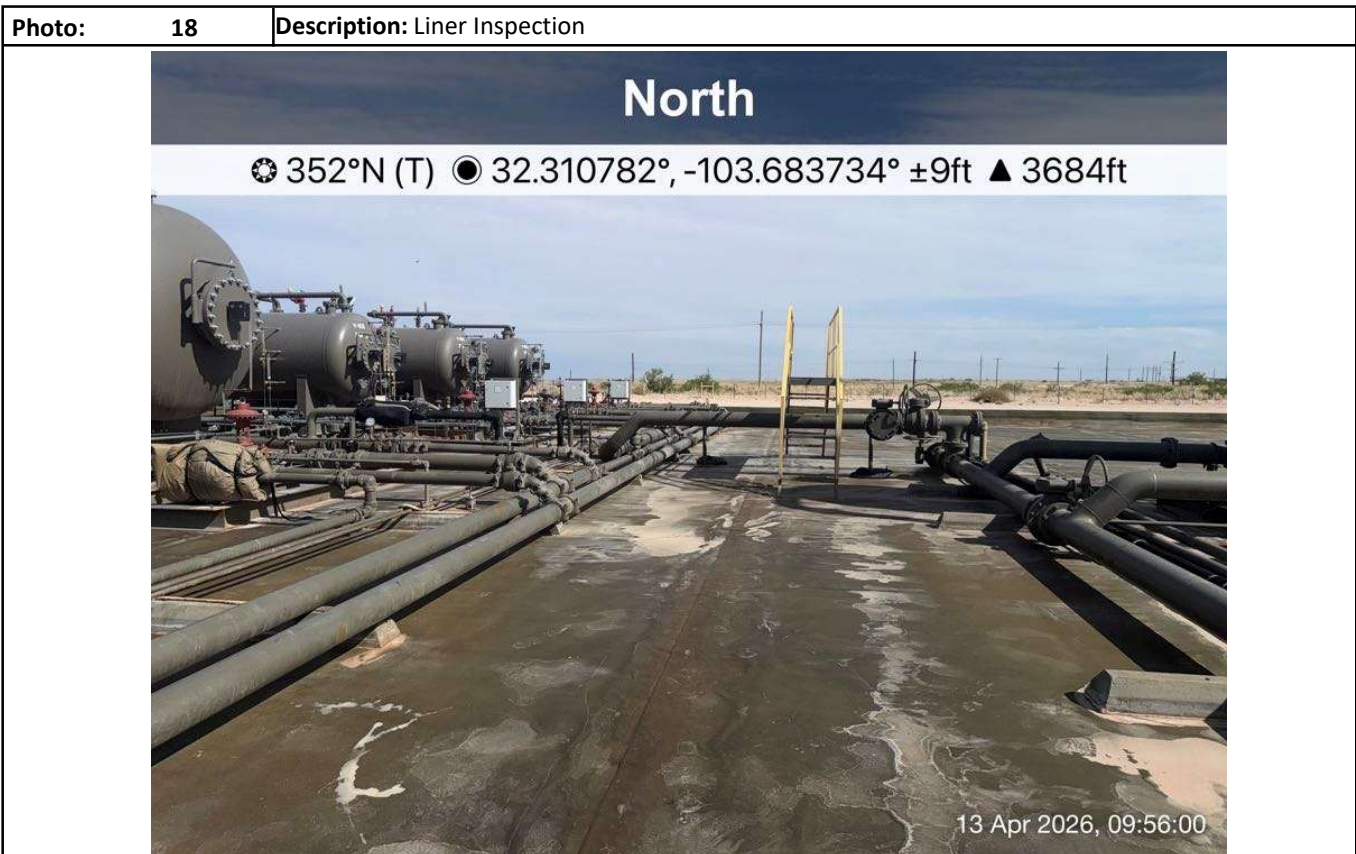 Photo: 18 Description: Liner Inspection
North
352°N (T) 32.310782°, -103.683734° ±9ft ▲ 3684ft
13 Apr 2026, 09:56:00